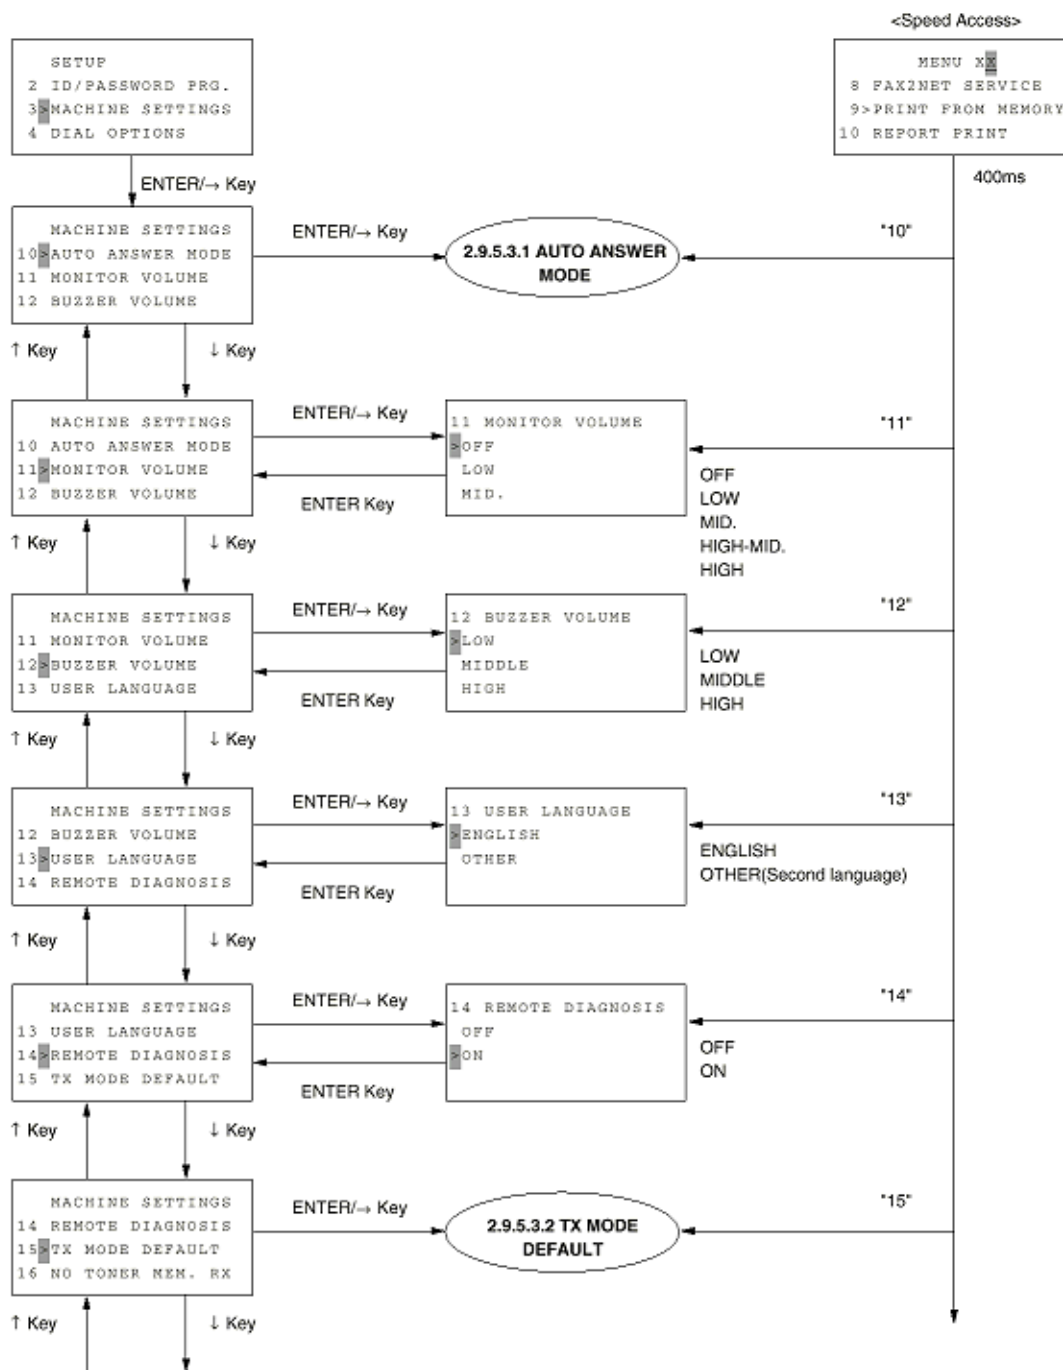 <Speed Access>
SETUP
2 ID/PASSWORD PRG.
3>MACHINE SETTINGS
4 DIAL OPTIONS
MENU XX
8 FAX2NET SERVICE
9>PRINT FROM MEMORY
10 REPORT PRINT
ENTER/→ Key
400ms
MACHINE SETTINGS
10>AUTO ANSWER MODE
11 MONITOR VOLUME
12 BUZZER VOLUME
ENTER/→ Key
2.9.5.3.1 AUTO ANSWER
MODE
"10"
↑ Key
↓ Key
MACHINE SETTINGS
10 AUTO ANSWER MODE
11>MONITOR VOLUME
12 BUZZER VOLUME
ENTER/→ Key
ENTER Key
11 MONITOR VOLUME
>OFF
LOW
MID.
"11"
OFF
LOW
MID.
HIGH-MID.
HIGH
↑ Key
↓ Key
MACHINE SETTINGS
11 MONITOR VOLUME
12>BUZZER VOLUME
13 USER LANGUAGE
ENTER/→ Key
ENTER Key
12 BUZZER VOLUME
>LOW
MIDDLE
HIGH
"12"
LOW
MIDDLE
HIGH
↑ Key
↓ Key
MACHINE SETTINGS
12 BUZZER VOLUME
13>USER LANGUAGE
14 REMOTE DIAGNOSIS
ENTER/→ Key
ENTER Key
13 USER LANGUAGE
>ENGLISH
OTHER
"13"
ENGLISH
OTHER(Second language)
↑ Key
↓ Key
MACHINE SETTINGS
13 USER LANGUAGE
14>REMOTE DIAGNOSIS
15 TX MODE DEFAULT
ENTER/→ Key
ENTER Key
14 REMOTE DIAGNOSIS
OFF
>ON
"14"
OFF
ON
↑ Key
↓ Key
MACHINE SETTINGS
14 REMOTE DIAGNOSIS
15>TX MODE DEFAULT
16 NO TONER MEM. RX
ENTER/→ Key
2.9.5.3.2 TX MODE
DEFAULT
"15"
↑ Key
↓ Key